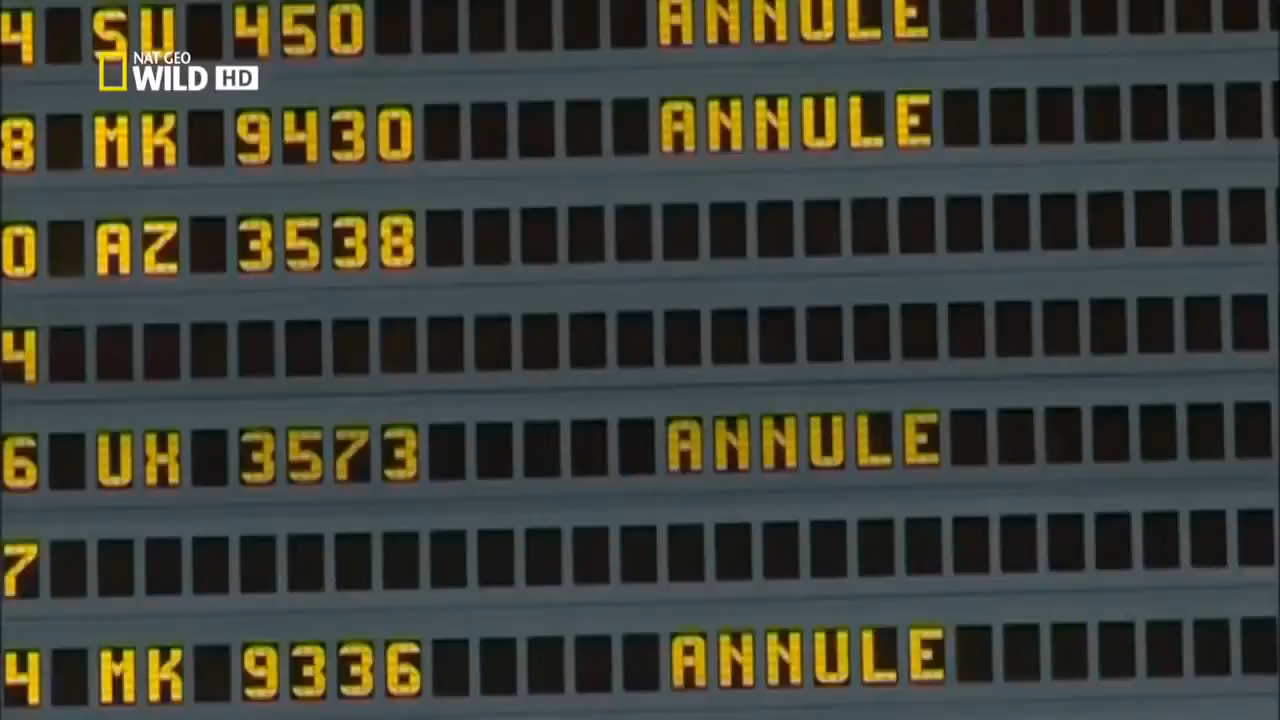 4 SU 450 ANNULE
NAT GEO
WILD HD
8 MK 9430 ANNULE
0 AZ 3538
4
6 UX 3573 ANNULE
7
4 MK 9336 ANNULE